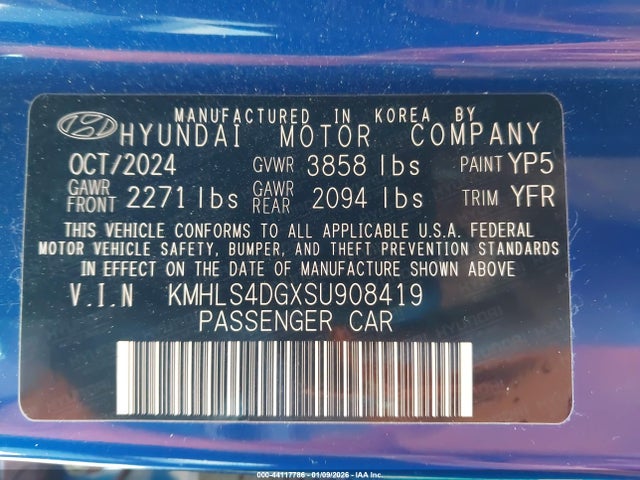 MANUFACTURED IN KOREA BY
HYUNDAI MOTOR COMPANY
OCT/2024 GVWR 3858 lbs PAINT YP5
GAWR FRONT 2271 lbs GAWR REAR 2094 lbs TRIM YFR
THIS VEHICLE CONFORMS TO ALL APPLICABLE U.S.A. FEDERAL
MOTOR VEHICLE SAFETY, BUMPER, AND THEFT PREVENTION STANDARDS
IN EFFECT ON THE DATE OF MANUFACTURE SHOWN ABOVE
V.I.N KMHLS4DGXSU908419
PASSENGER CAR
000-44117786 - 01/09/2026 - IAA Inc.